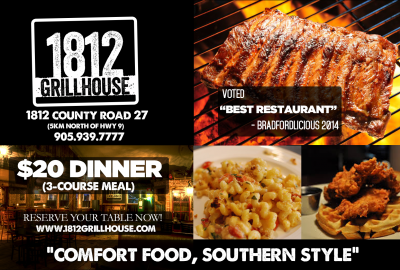 1812
GRILLHOUSE
1812 COUNTY ROAD 27
(5KM NORTH OF HWY 9)
905.939.7777
VOTED
"BEST RESTAURANT"
- BRADFORDLICIOUS 2014
$20 DINNER
(3-COURSE MEAL)
RESERVE YOUR TABLE NOW!
WWW.1812GRILLHOUSE.COM
"COMFORT FOOD, SOUTHERN STYLE"